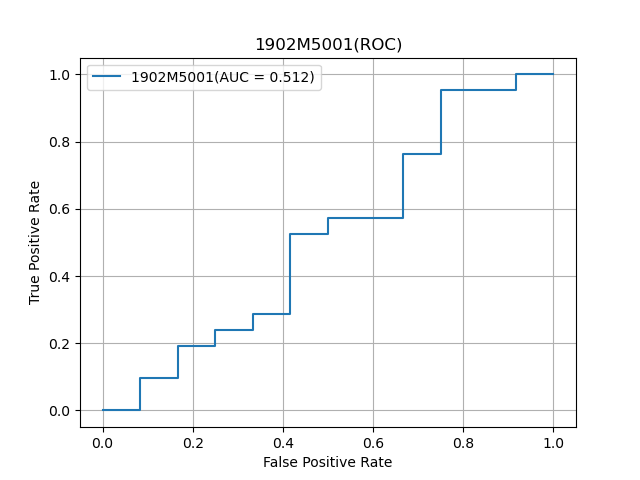 1902M5001(ROC)
1902M5001(AUC = 0.512)
True Positive Rate
1.0
0.8
0.6
0.4
0.2
0.0
0.0 0.2 0.4 0.6 0.8 1.0
False Positive Rate